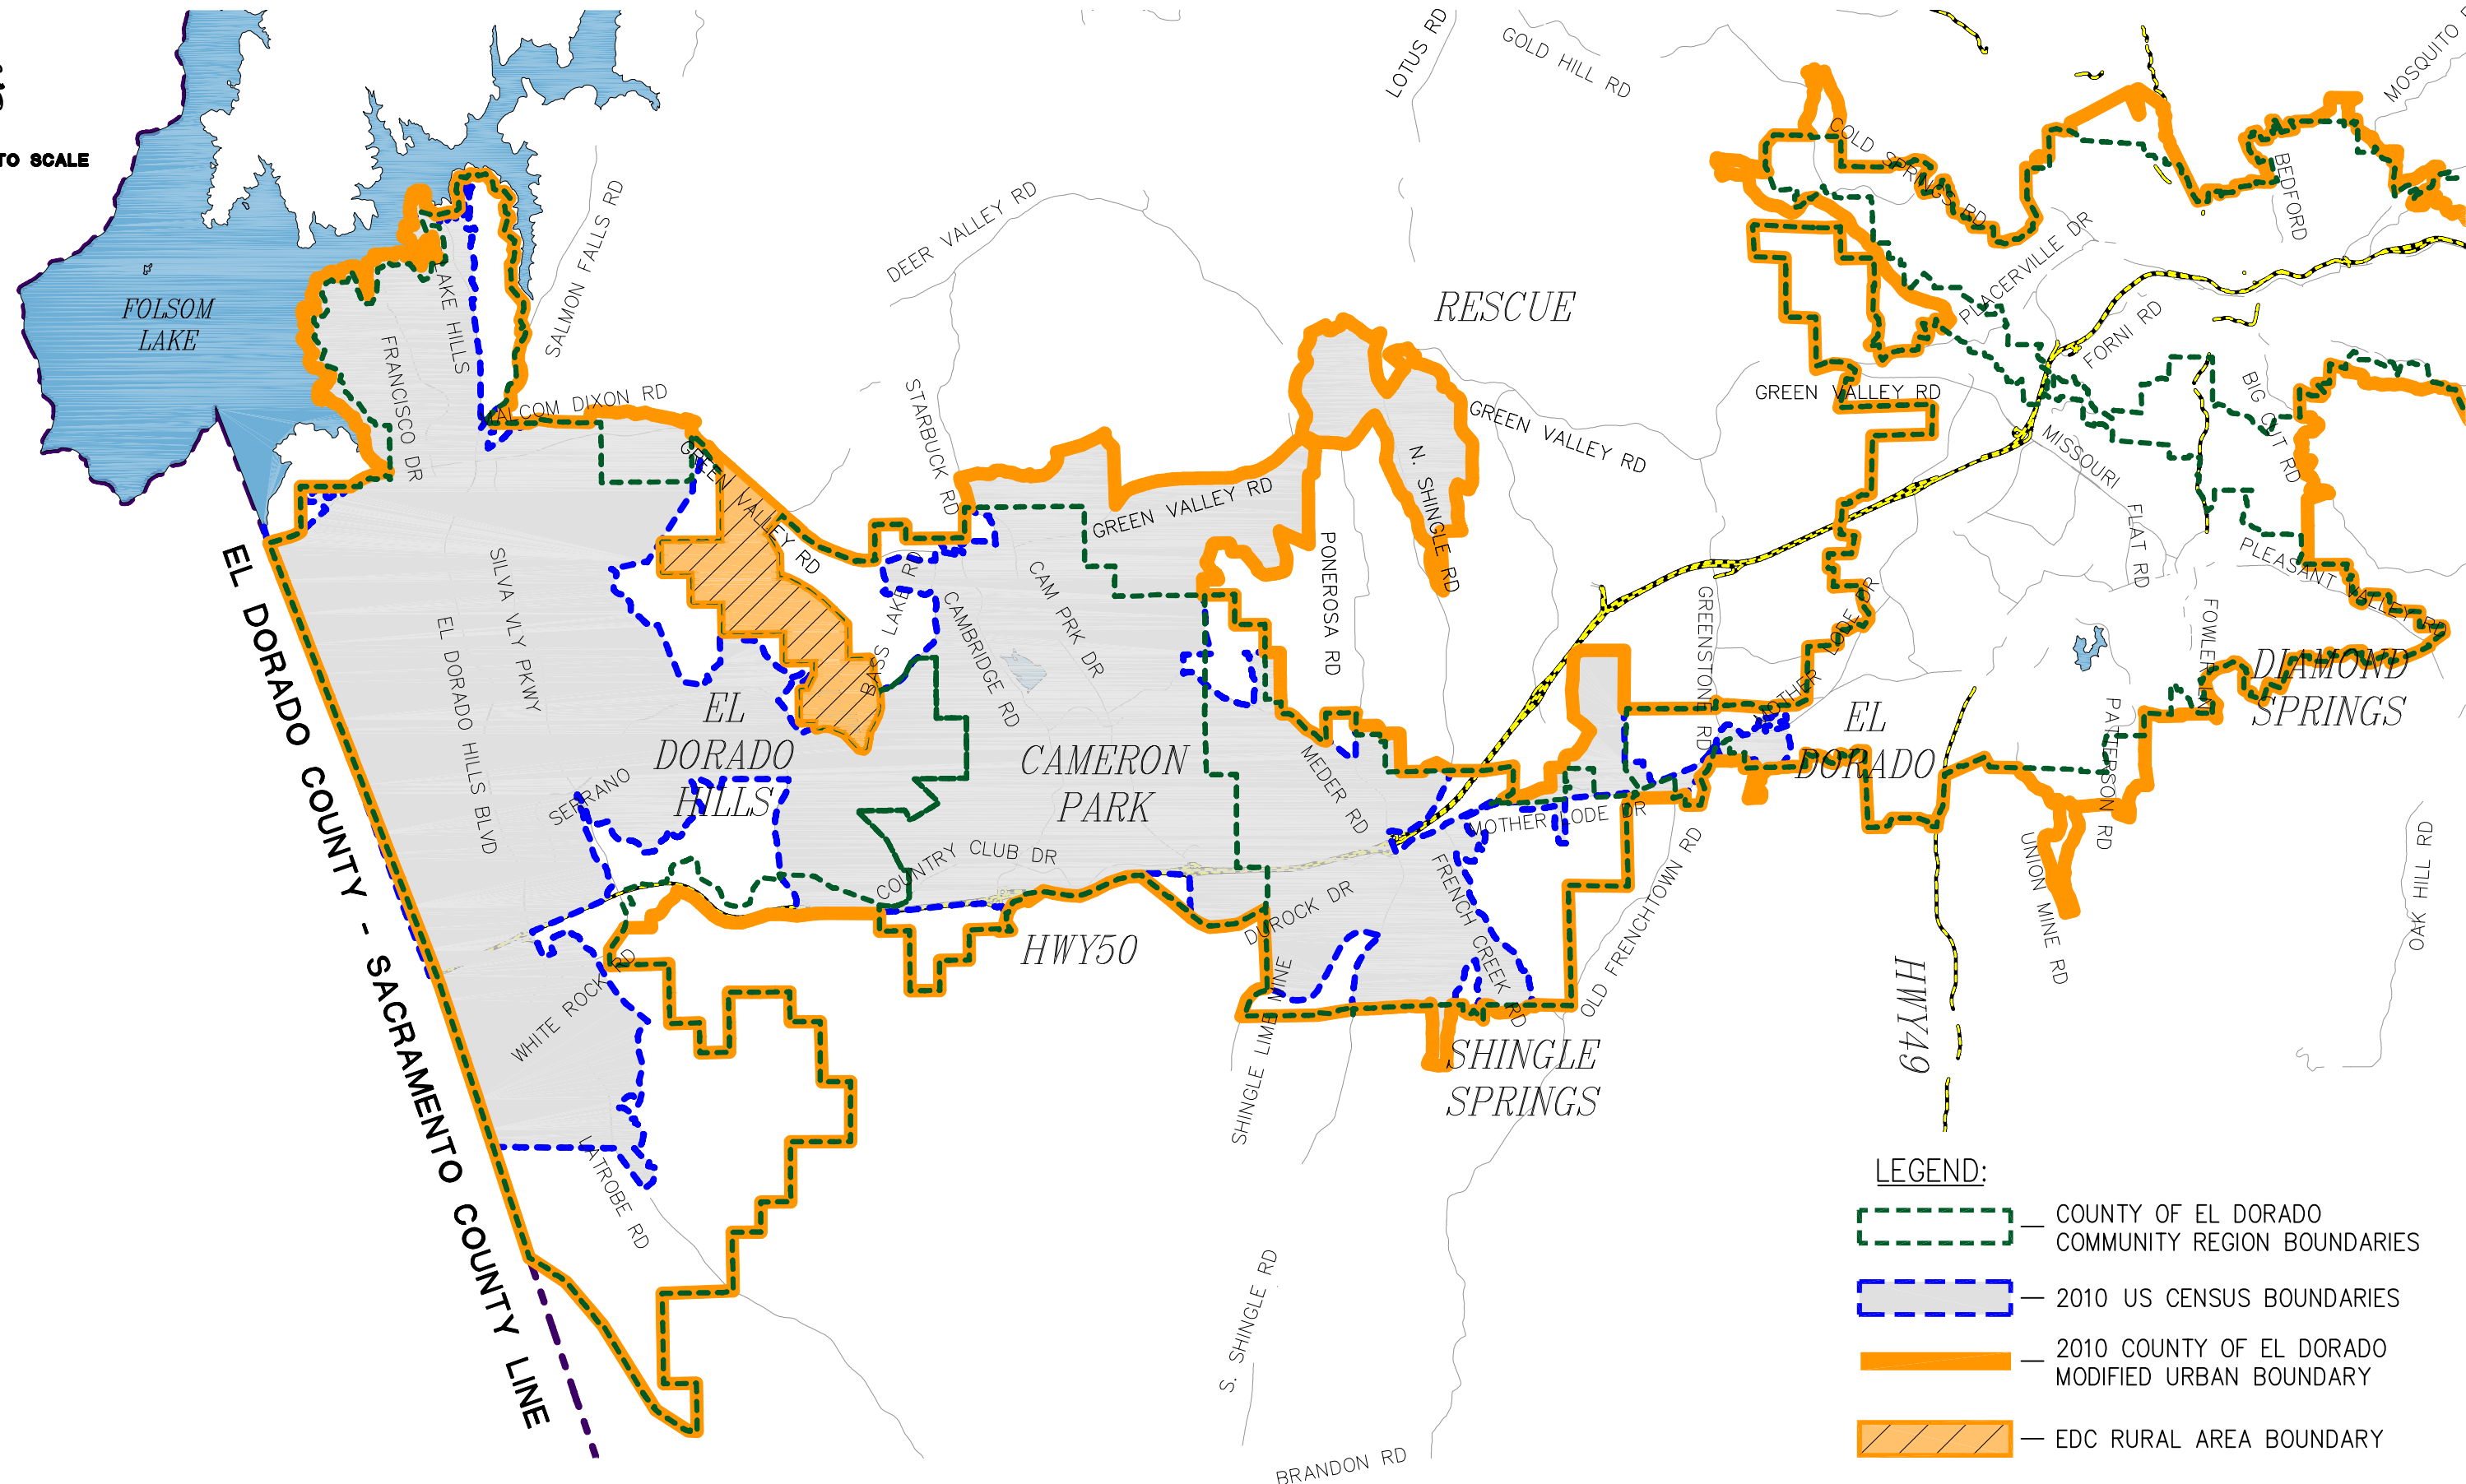 TO SCALE
FOLSOM
LAKE
LAKE HILLS
FRANCISCO DR
SALMON FALLS RD
ALCOM DIXON RD
GREEN VALLEY RD
DEER VALLEY RD
LOTUS RD
GOLD HILL RD
MOSQUITO
COLD SPRINGS RD
BEDFORD
PLACERVILLE DR
FORNI RD
RESCUE
GREEN VALLEY RD
GREEN VALLEY RD
GREEN VALLEY RD
STARBUCK RD
N. SHINGLE RD
PONEROSA RD
MISSOURI
FLAT RD
BIG CUT RD
PLEASANT VALLEY RD
EL DORADO COUNTY - SACRAMENTO COUNTY LINE
SILVA VLY PKWY
EL DORADO HILLS BLVD
SERRANO
BASS LAKE RD
CAMBRIDGE RD
CAM PRK DR
GREENSTONE RD
MOTHER LODE DR
FOWLER LN
DIAMOND
SPRINGS
EL
DORADO
HILLS
CAMERON
PARK
MEDER RD
EL
DORADO
PATTERSON RD
MOTHER LODE DR
COUNTRY CLUB DR
DUROCK DR
FRENCH CREEK RD
OLD FRENCHTOWN RD
UNION MINE RD
OAK HILL RD
HWY50
HWY49
WHITE ROCK RD
LATROBE RD
SHINGLE LIME MINE
SHINGLE
SPRINGS
S. SHINGLE RD
BRANDON RD
LEGEND:
COUNTY OF EL DORADO
COMMUNITY REGION BOUNDARIES
2010 US CENSUS BOUNDARIES
2010 COUNTY OF EL DORADO
MODIFIED URBAN BOUNDARY
EDC RURAL AREA BOUNDARY